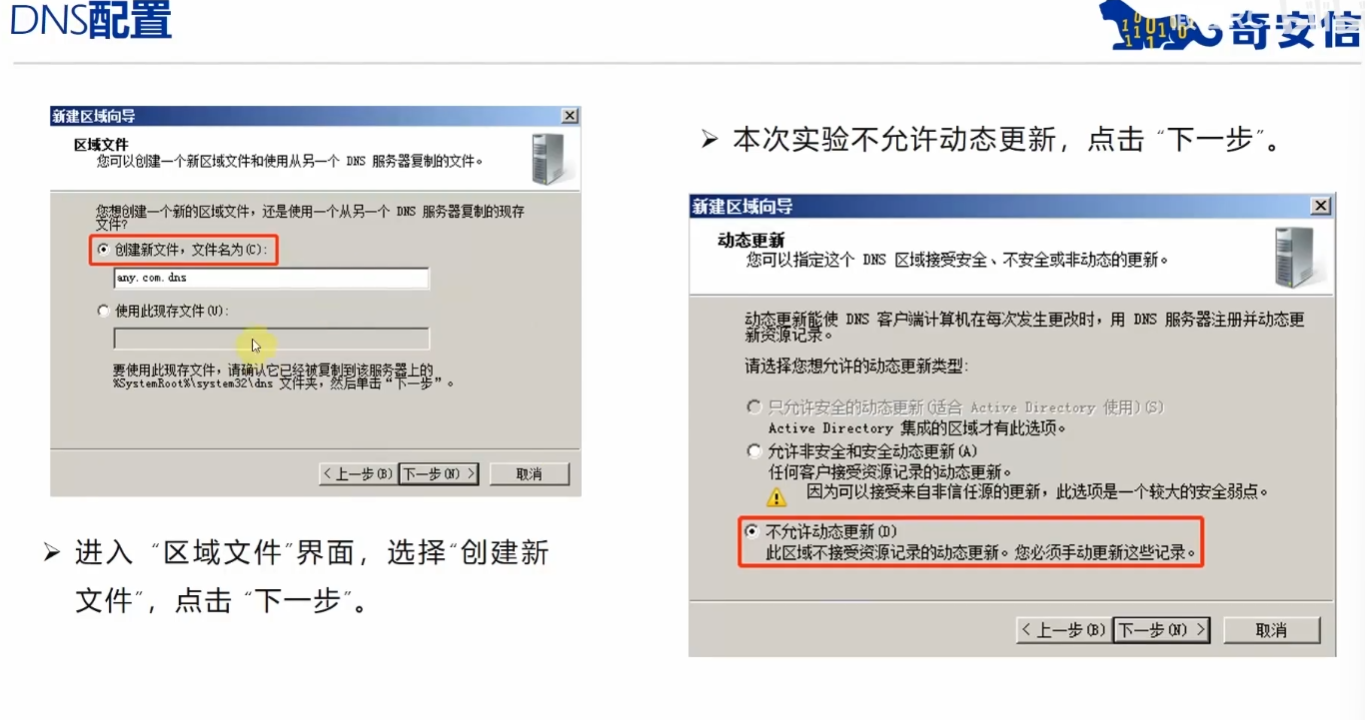 DNS配置
奇安信
新建区域向导
区域文件
您可以创建一个新区域文件和使用从另一个 DNS 服务器复制的文件。
您想创建一个新的区域文件，还是使用一个从另一个 DNS 服务器复制的现存
文件?
创建新文件，文件名为(C):
any.com.dns
使用此现存文件(U):
要使用此现存文件，请确认它已经被复制到该服务器上的
%SystemRoot%\system32\dns 文件夹，然后单击“下一步”。
< 上一步(B)
下一步(N) >
取消
➢ 进入 “区域文件”界面，选择“创建新
文件”，点击 “下一步”。
➢ 本次实验不允许动态更新，点击 “下一步”。
新建区域向导
动态更新
您可以指定这个 DNS 区域接受安全、不安全或非动态的更新。
动态更新能使 DNS 客户端计算机在每次发生更改时，用 DNS 服务器注册并动态更
新资源记录。
请选择您想允许的动态更新类型:
只允许安全的动态更新(适合 Active Directory 使用)(S)
Active Directory 集成的区域才有此选项。
允许非安全和安全动态更新(A)
任何客户接受资源记录的动态更新。
因为可以接受来自非信任源的更新，此选项是一个较大的安全弱点。
不允许动态更新(D)
此区域不接受资源记录的动态更新。您必须手动更新这些记录。
< 上一步(B)
下一步(N) >
取消